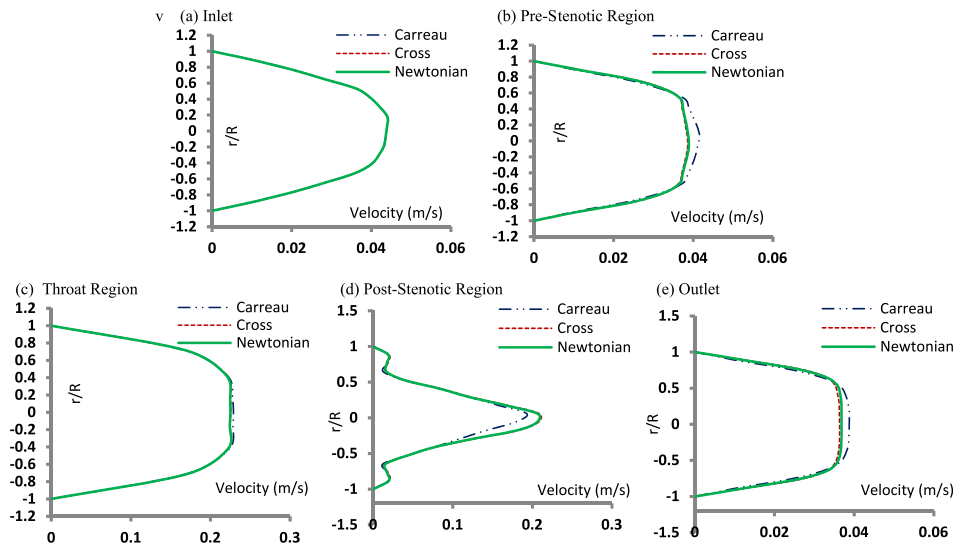 v (a) Inlet
Carreau
Cross
Newtonian
1.2
1
0.8
0.6
0.4
0.2
0
-0.2
-0.4
-0.6
-0.8
-1
-1.2
r/R
Velocity (m/s)
0 0.02 0.04 0.06
(b) Pre-Stenotic Region
Carreau
Cross
Newtonian
1.2
1
0.8
0.6
0.4
0.2
0
-0.2
-0.4
-0.6
-0.8
-1
-1.2
r/R
Velocity (m/s)
0 0.02 0.04 0.06
(c) Throat Region
Carreau
Cross
Newtonian
1.2
1
0.8
0.6
0.4
0.2
0
-0.2
-0.4
-0.6
-0.8
-1
-1.2
r/R
Velocity (m/s)
0 0.1 0.2 0.3
(d) Post-Stenotic Region
Carreau
Cross
Newtonian
1.5
1
0.5
0
-0.5
-1
-1.5
r/R
Velocity (m/s)
0 0.1 0.2 0.3
(e) Outlet
Carreau
Cross
Newtonian
1.5
1
0.5
0
-0.5
-1
-1.5
r/R
Velocity (m/s)
0 0.02 0.04 0.06